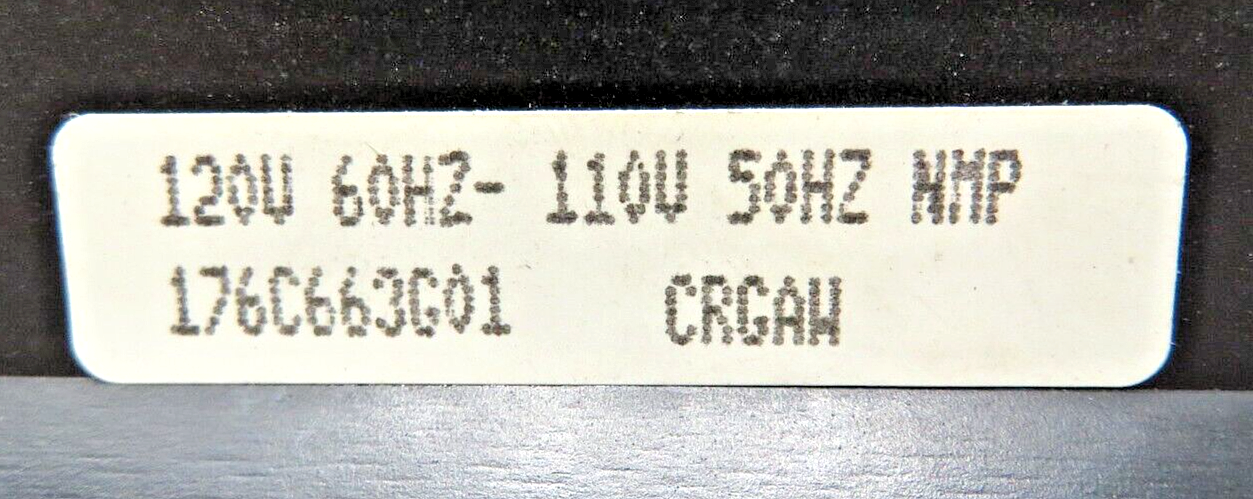 120V 60HZ- 110V 50HZ NMP
176C663G01 CRGAW